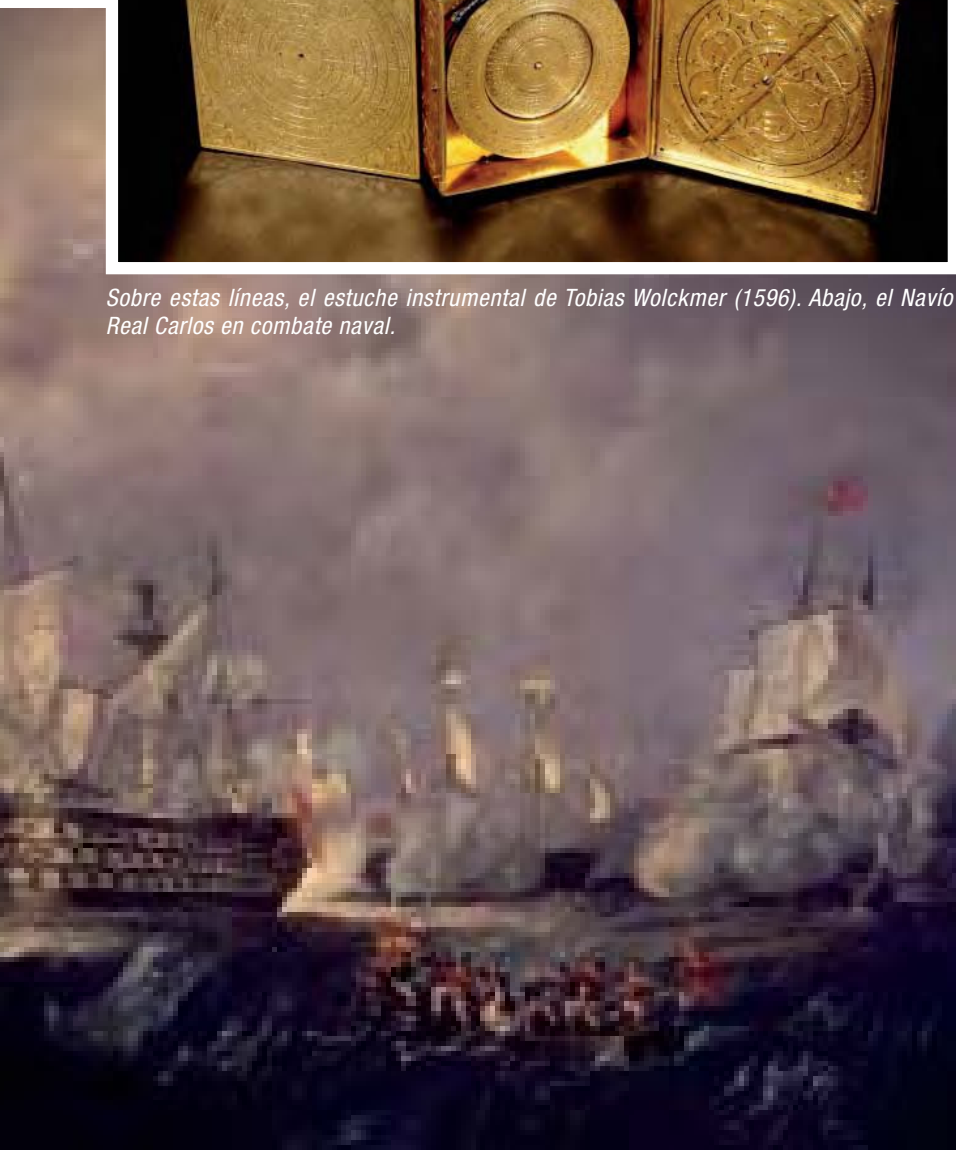 Sobre estas líneas, el estuche instrumental de Tobias Wolckmer (1596). Abajo, el Navío
Real Carlos en combate naval.